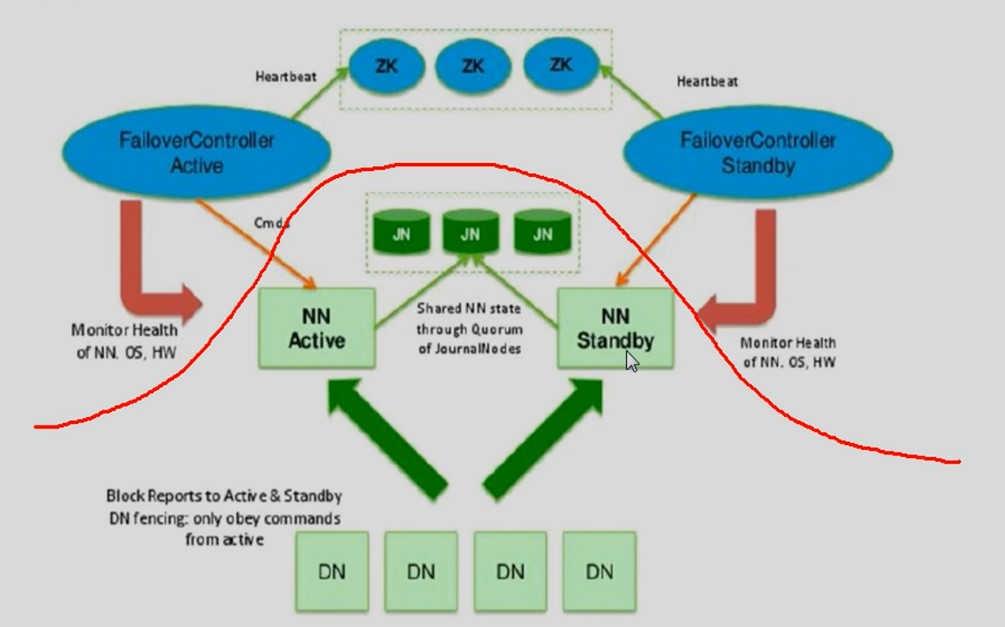 ZK
ZK
ZK
Heartbeat
Heartbeat
FailoverController
Active
FailoverController
Standby
Cmds
JN
JN
JN
NN
Active
Shared NN state
through Quorum
of JournalNodes
NN
Standby
Monitor Health
of NN. OS, HW
Monitor Health
of NN. OS, HW
Block Reports to Active & Standby
DN fencing: only obey commands
from active
DN
DN
DN
DN